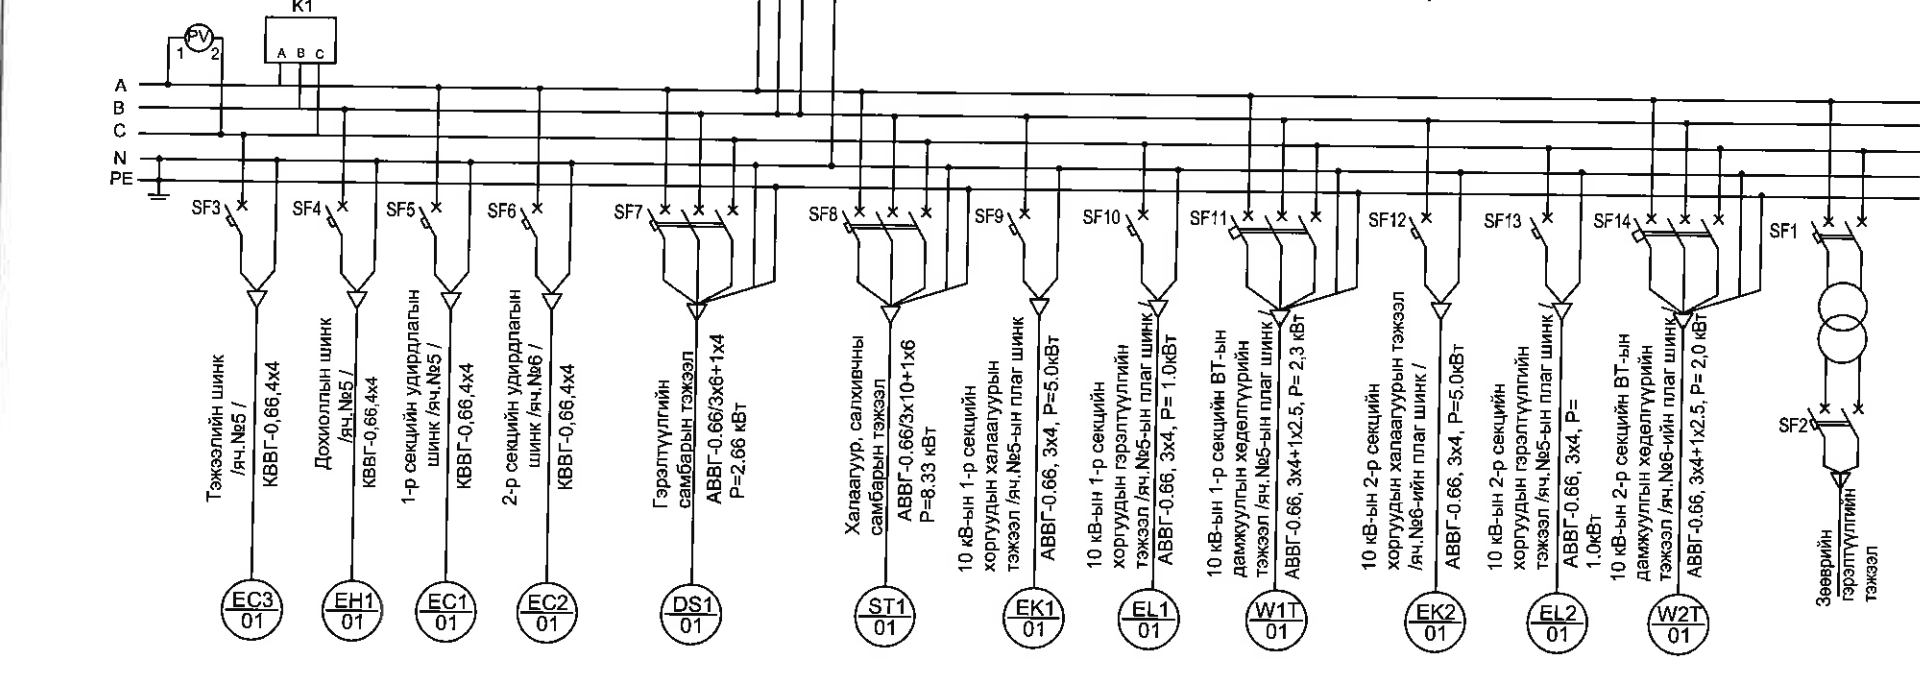 K1
PV
1 2
A B C
A
B
C
N
PE
SF3
SF4
SF5
SF6
SF7
SF8
SF9
SF10
SF11
SF12
SF13
SF14
SF1
SF2
Тэжээлийн шинк
/яч.№5 /
КВВГ-0,66,4х4
Дохиоллын шинк
/яч.№5 /
КВВГ-0,66,4х4
1-р секцийн удирдлагын
шинк /яч.№5 /
КВВГ-0,66,4х4
2-р секцийн удирдлагын
шинк /яч.№6 /
КВВГ-0,66,4х4
Гэрэлтүүлгийн
самбарын тэжээл
АВВГ-0.66/3х6+1х4
P=2.66 кВт
Халаагуур, салхивчны
самбарын тэжээл
АВВГ-0.66/3х10+1х6
P=8.33 кВт
10 кВ-ын 1-р секцийн
хоргуудын халаагуурын
тэжээл /яч.№5-ын плаг шинк /
АВВГ-0.66, 3х4, P=5.0кВт
10 кВ-ын 1-р секцийн
хоргуудын гэрэлтүүлгийн
тэжээл /яч.№5-ын плаг шинк /
АВВГ-0.66, 3х4, P= 1.0кВт
10 кВ-ын 1-р секцийн ВТ-ын
дамжуулгын хөдөлгүүрийн
тэжээл /яч.№5-ын плаг шинк /
АВВГ-0.66, 3х4+1х2.5, P= 2,3 кВт
10 кВ-ын 2-р секцийн
хоргуудын халаагуурын тэжээл
/яч.№6-ийн плаг шинк /
АВВГ-0.66, 3х4, P=5.0кВт
10 кВ-ын 2-р секцийн
хоргуудын гэрэлтүүлгийн
тэжээл /яч.№6-ийн плаг шинк /
АВВГ-0.66, 3х4, P=
1.0кВт
10 кВ-ын 2-р секцийн ВТ-ын
дамжуулгын хөдөлгүүрийн
тэжээл /яч.№6-ийн плаг шинк /
АВВГ-0.66, 3х4+1х2.5, P= 2,0 кВт
Зөөврийн
гэрэлтүүлгийн
тэжээл
EC3
01
EH1
01
EC1
01
EC2
01
DS1
01
ST1
01
EK1
01
EL1
01
W1T
01
EK2
01
EL2
01
W2T
01